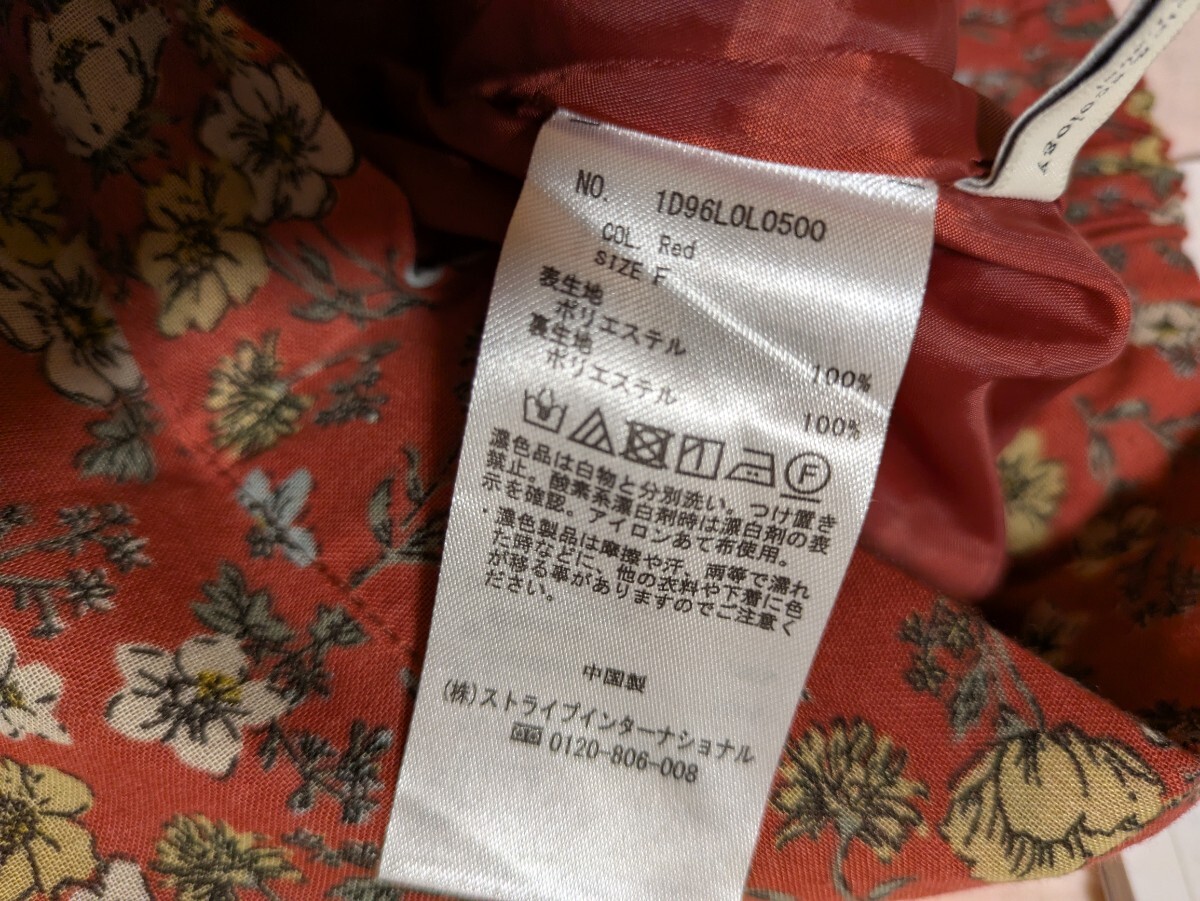 NO. 1D96L0L0500
COL. Red
SIZE F
表生地
ポリエステル 100%
裏生地
ポリエステル 100%
F
濃色品は白物と分別洗い。つけ置き
禁止。酸素系漂白剤時は漂白剤の表
示を確認。アイロンあて布使用。
・濃色製品は摩擦や汗、雨等で濡れ
た時などに、他の衣料や下着に色
が移る事がありますのでご注意く
ださい。
中国製
(株)ストライプインターナショナル
0120-806-008